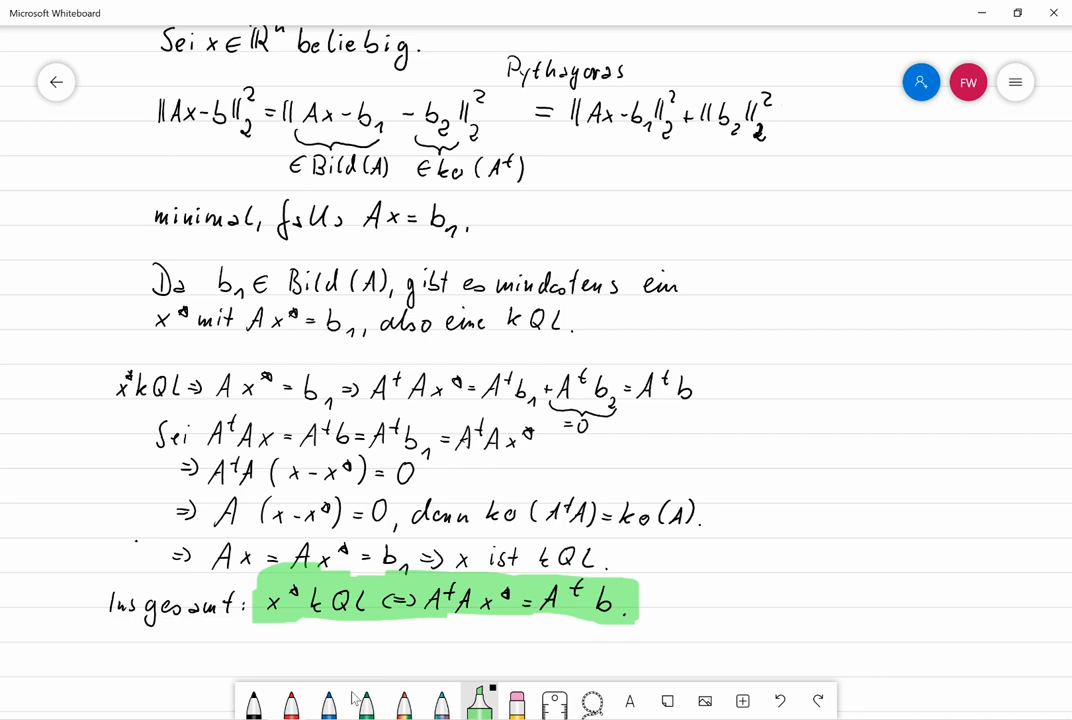 Microsoft Whiteboard
Sei x ∈ ℝⁿ beliebig.
FW
Pythagoras
||Ax-b||₂² = ||Ax-b₁ - b₂||₂² = ||Ax-b₁||₂² + ||b₂||₂²
∈ Bild(A) ∈ ko(Aᵗ)
minimal, falls Ax = b₁.
Da b₁ ∈ Bild(A), gibt es mindestens ein
x* mit Ax* = b₁, also eine kQL.
x* kQL ⇒ Ax* = b₁ ⇒ AᵗAx* = Aᵗb₁ + Aᵗb₂ = Aᵗb
=0
Sei AᵗAx = Aᵗb = Aᵗb₁ = AᵗAx*
⇒ AᵗA (x-x*) = 0
⇒ A (x-x*) = 0, denn ko(AᵗA) = ko(A).
⇒ Ax = Ax* = b₁ ⇒ x ist kQL.
Insgesamt: x* kQL ⇔ AᵗAx* = Aᵗb.
A